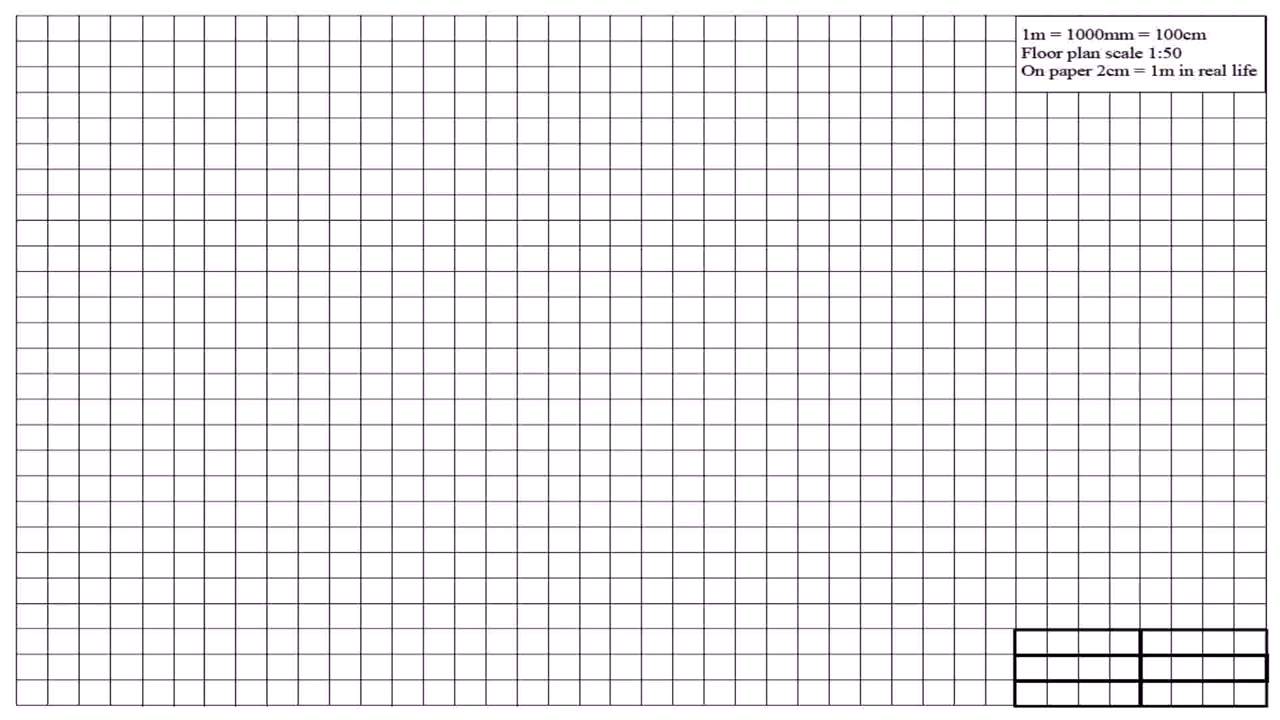 1m = 1000mm = 100cm
Floor plan scale 1:50
On paper 2cm = 1m in real life